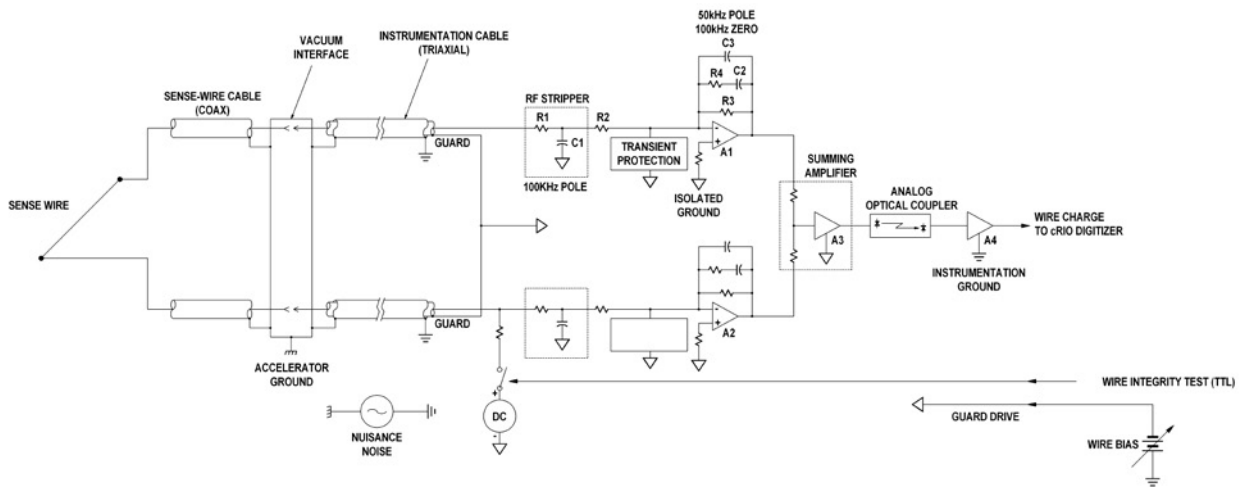 50kHz POLE
100kHz ZERO
C3
VACUUM
INTERFACE
INSTRUMENTATION CABLE
(TRIAXIAL)
R4
C2
SENSE-WIRE CABLE
(COAX)
RF STRIPPER
R3
R1
R2
GUARD
C1
TRANSIENT
PROTECTION
-
+
A1
100KHz POLE
ISOLATED
GROUND
SUMMING
AMPLIFIER
SENSE WIRE
ANALOG
OPTICAL COUPLER
WIRE CHARGE
TO cRIO DIGITIZER
A3
A4
INSTRUMENTATION
GROUND
GUARD
-
+
A2
ACCELERATOR
GROUND
WIRE INTEGRITY TEST (TTL)
+
DC
-
GUARD DRIVE
NUISANCE
NOISE
WIRE BIAS